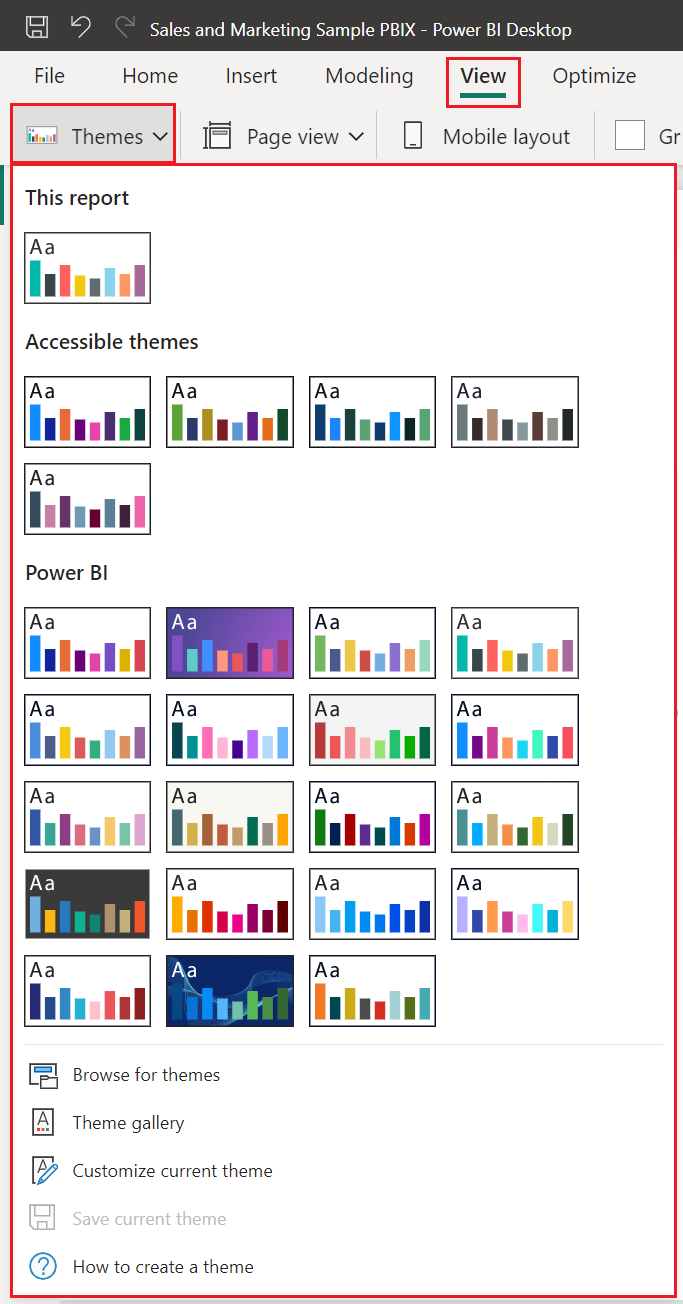 Sales and Marketing Sample PBIX - Power BI Desktop
File Home Insert Modeling View Optimize
Themes Page view Mobile layout Gr
This report
Aa
Accessible themes
Aa Aa Aa Aa
Aa
Power BI
Aa Aa Aa Aa
Aa Aa Aa Aa
Aa Aa Aa Aa
Aa Aa Aa Aa
Aa Aa Aa
Browse for themes
A Theme gallery
A Customize current theme
Save current theme
? How to create a theme